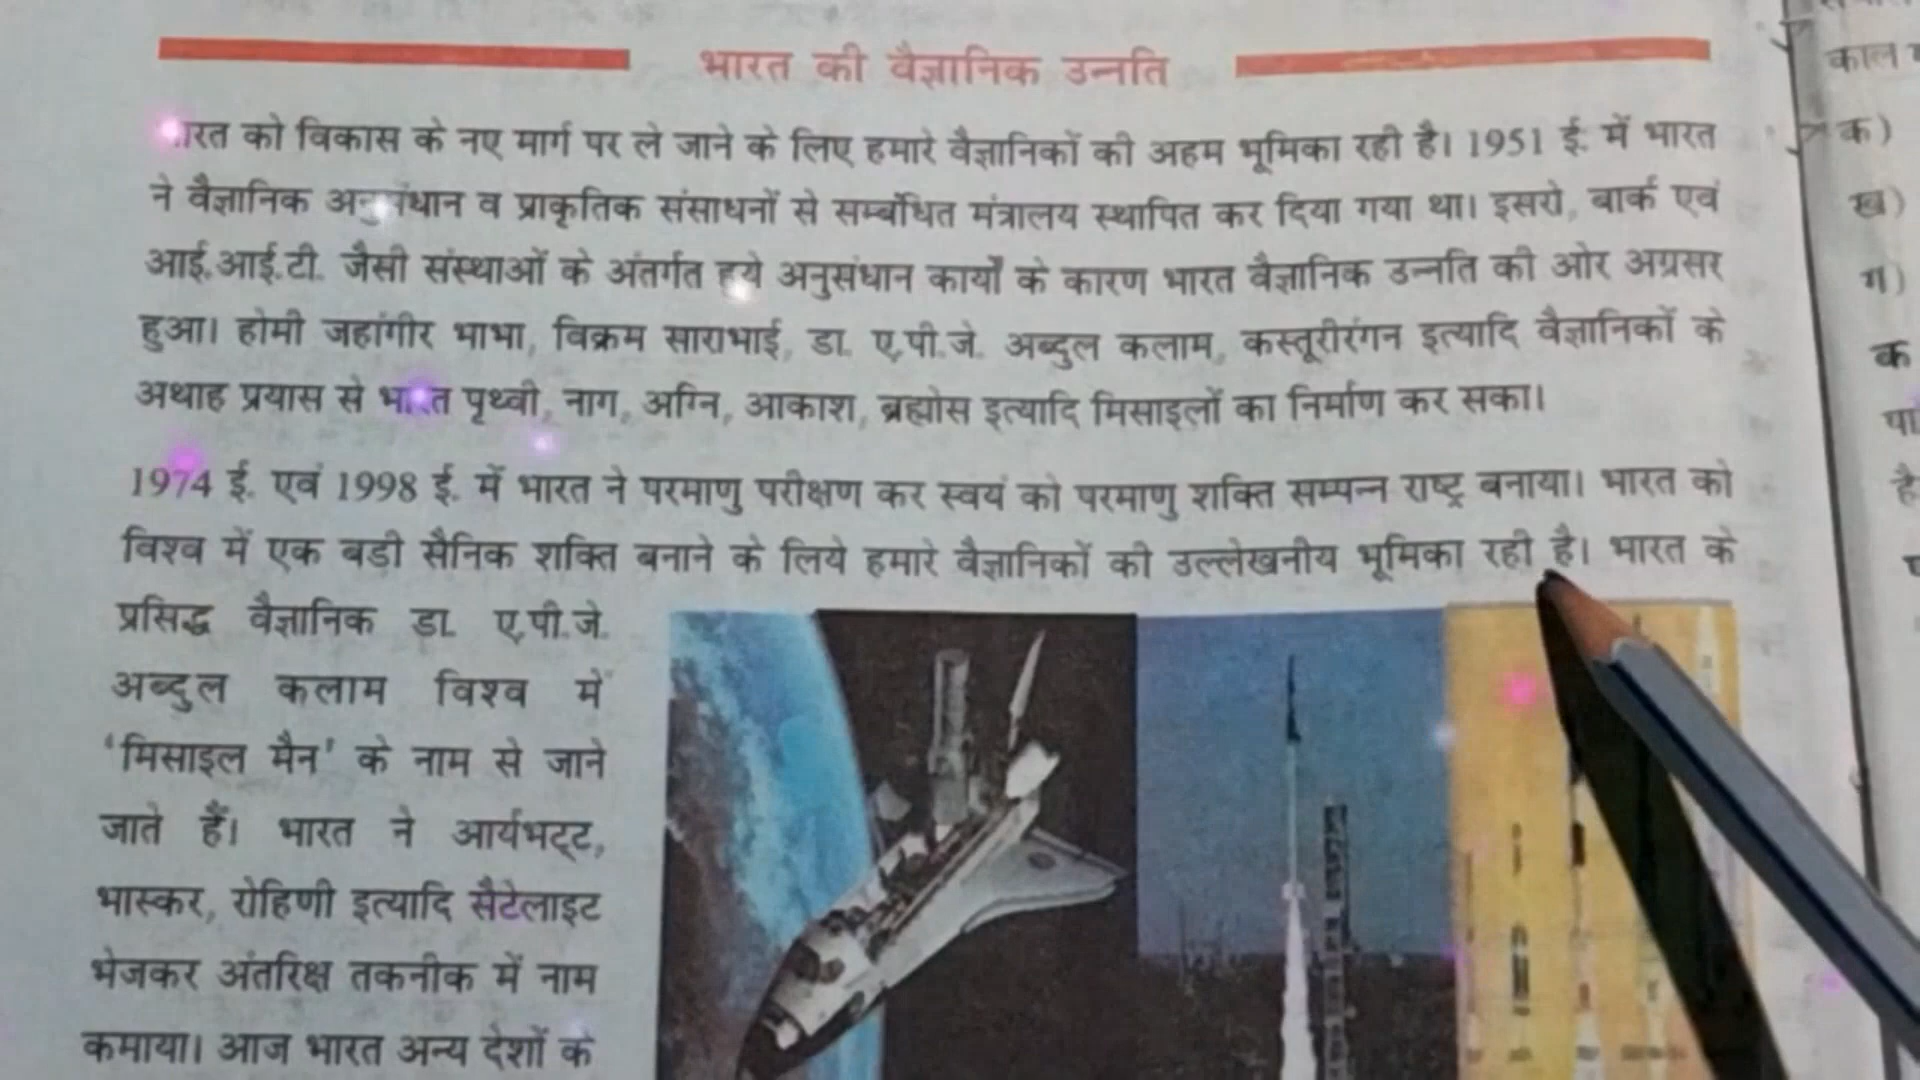 भारत की वैज्ञानिक उन्नति
भारत को विकास के नए मार्ग पर ले जाने के लिए हमारे वैज्ञानिकों की अहम भूमिका रही है। 1951 ई. में भारत
ने वैज्ञानिक अनुसंधान व प्राकृतिक संसाधनों से सम्बंधित मंत्रालय स्थापित कर दिया गया था। इसरो, बार्क एवं
आई.आई.टी. जैसी संस्थाओं के अंतर्गत हुये अनुसंधान कार्यों के कारण भारत वैज्ञानिक उन्नति की ओर अग्रसर
हुआ। होमी जहांगीर भाभा, विक्रम साराभाई, डा. ए.पी.जे. अब्दुल कलाम, कस्तूरीरंगन इत्यादि वैज्ञानिकों के
अथाह प्रयास से भारत पृथ्वी, नाग, अग्नि, आकाश, ब्रह्मोस इत्यादि मिसाइलों का निर्माण कर सका।
1974 ई. एवं 1998 ई. में भारत ने परमाणु परीक्षण कर स्वयं को परमाणु शक्ति सम्पन्न राष्ट्र बनाया। भारत को
विश्व में एक बडी सैनिक शक्ति बनाने के लिये हमारे वैज्ञानिकों की उल्लेखनीय भूमिका रही है। भारत के
प्रसिद्ध वैज्ञानिक डा. ए.पी.जे.
अब्दुल कलाम विश्व में
'मिसाइल मैन' के नाम से जाने
जाते हैं। भारत ने आर्यभट्ट,
भास्कर, रोहिणी इत्यादि सैटेलाइट
भेजकर अंतरिक्ष तकनीक में नाम
कमाया। आज भारत अन्य देशों के
काल
क)
ख)
ग)
क
पा
है